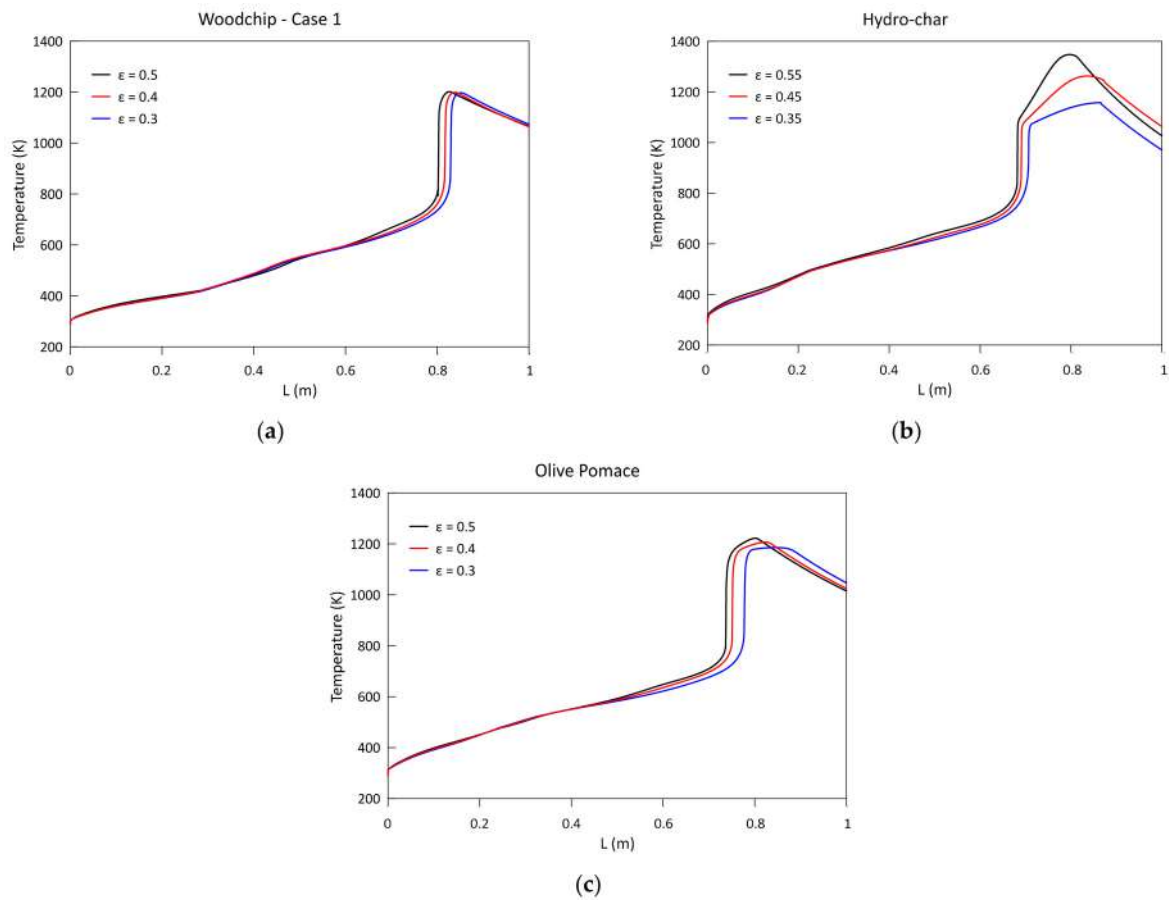 Woodchip - Case 1
1400
1200
1000
800
600
400
200
Temperature (K)
ε = 0.5
ε = 0.4
ε = 0.3
0
0.2
0.4
0.6
0.8
1
L (m)
(a)
Hydro-char
1400
1200
1000
800
600
400
200
Temperature (K)
ε = 0.55
ε = 0.45
ε = 0.35
0
0.2
0.4
0.6
0.8
1
L (m)
(b)
Olive Pomace
1400
1200
1000
800
600
400
200
Temperature (K)
ε = 0.5
ε = 0.4
ε = 0.3
0
0.2
0.4
0.6
0.8
1
L (m)
(c)